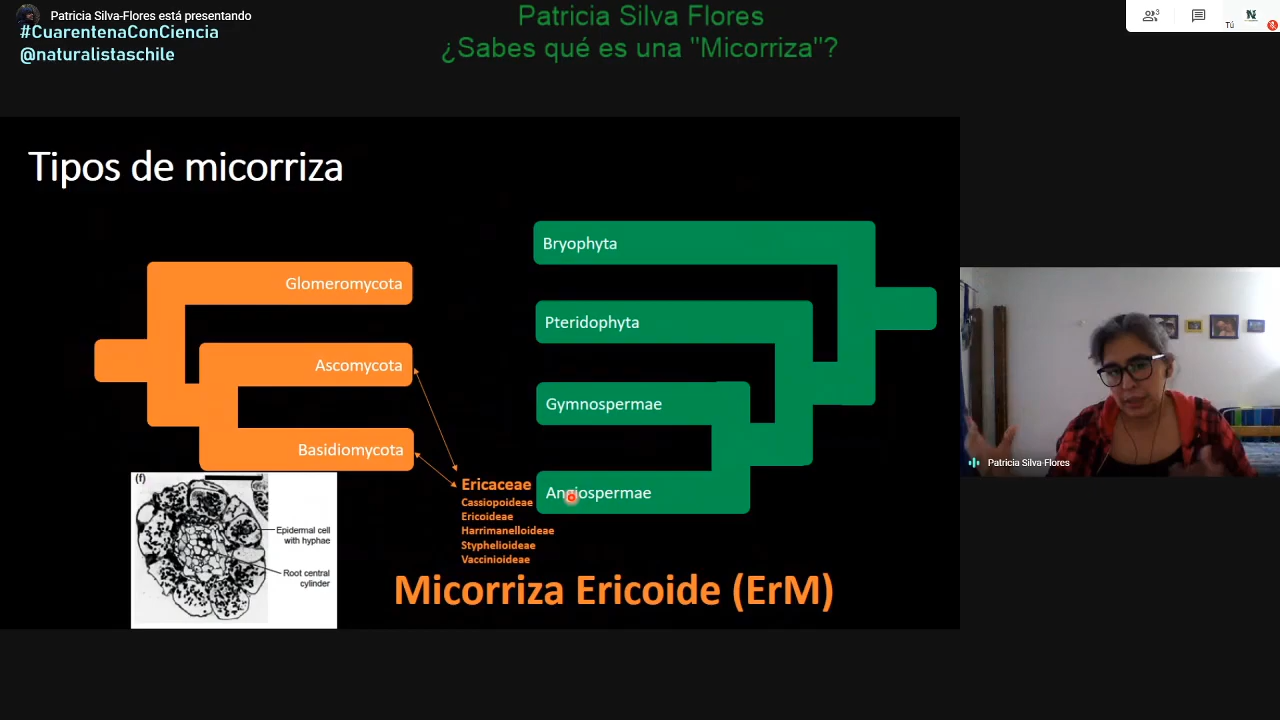 Patricia Silva-Flores está presentando
#CuarentenaConCiencia
@naturalistaschile
Patricia Silva Flores
¿Sabes qué es una "Micorriza"?
3
Tú
N
Tipos de micorriza
Glomeromycota
Ascomycota
Basidiomycota
Bryophyta
Pteridophyta
Gymnospermae
Angiospermae
Ericaceae
Cassiopoideae
Ericoideae
Harrimanelloideae
Styphelioideae
Vaccinioideae
(f)
Epidermal cell
with hyphae
Root central
cylinder
Micorriza Ericoide (ErM)
Patricia Silva-Flores